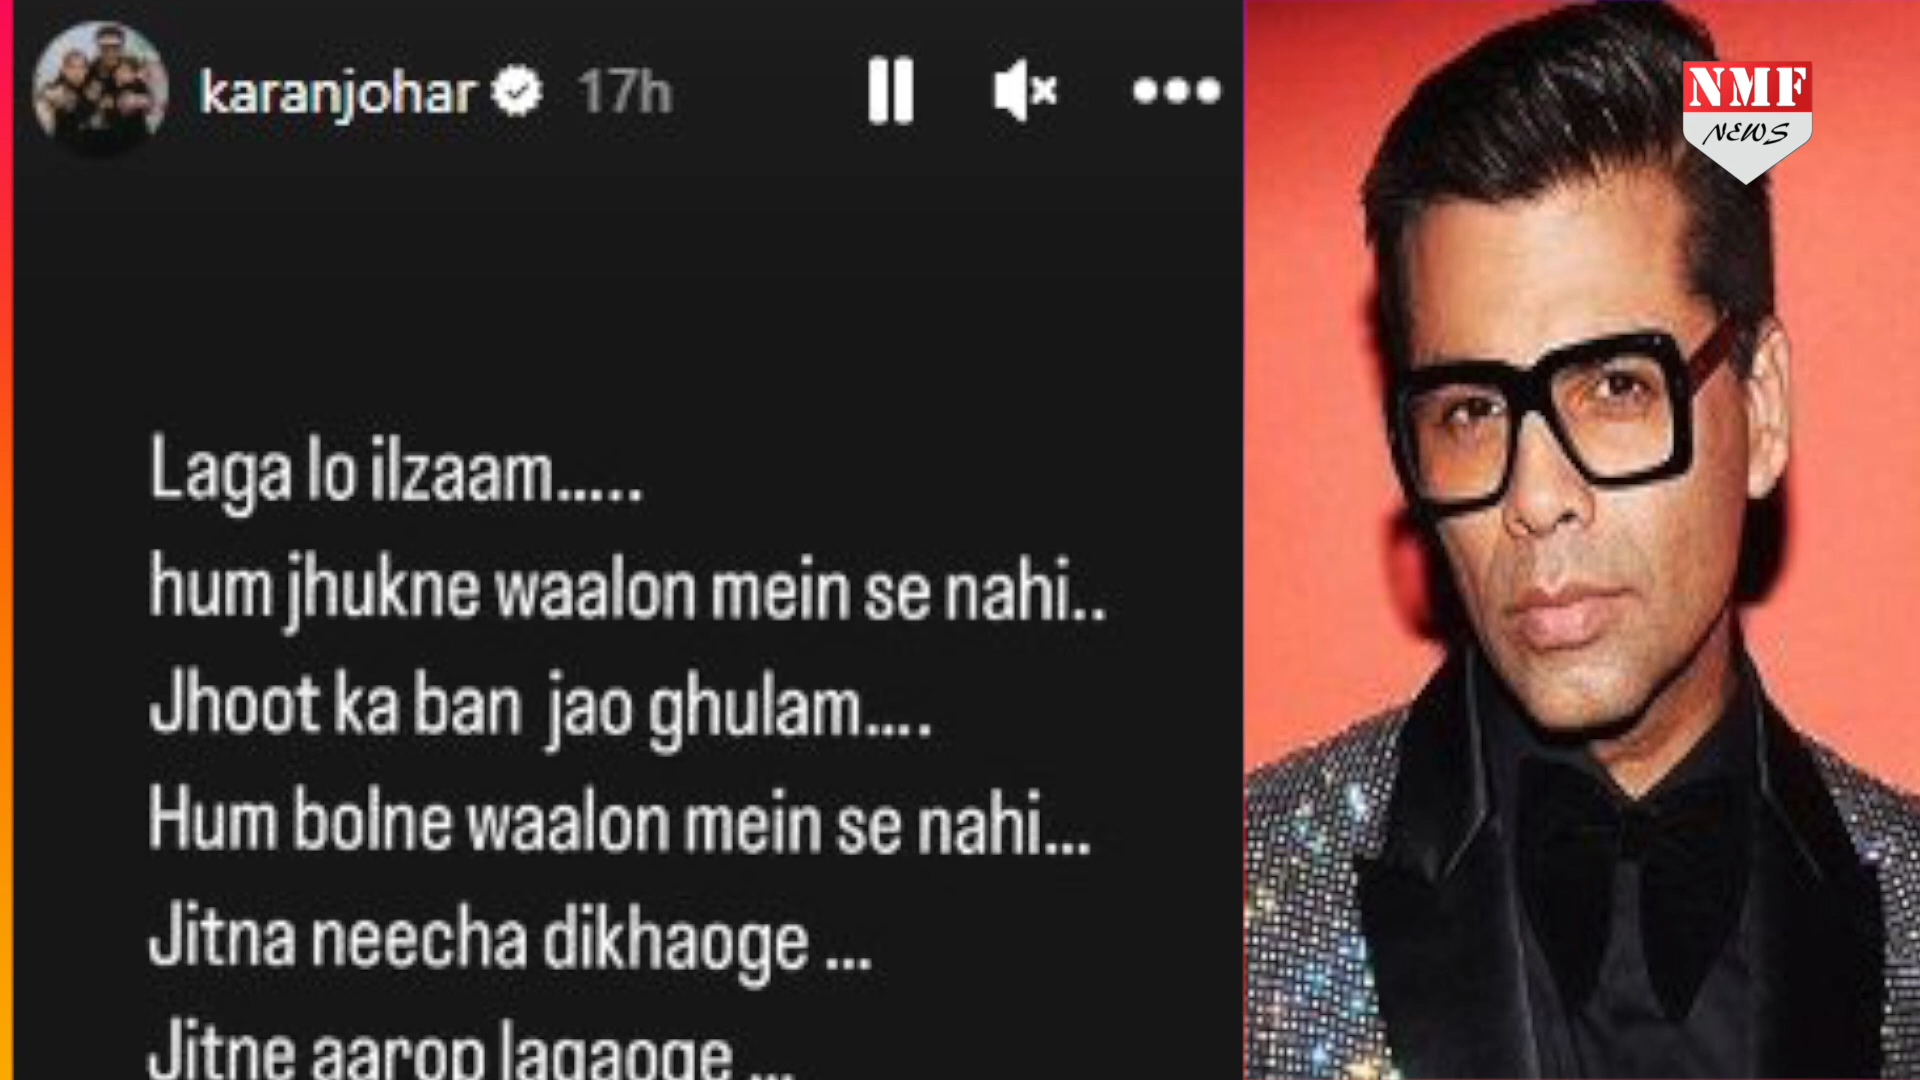 karanjohar 17h
NMF
NEWS
Laga lo ilzaam.....
hum jhukne waalon mein se nahi..
Jhoot ka ban  jao ghulam....
Hum bolne waalon mein se nahi...
Jitna neecha dikhaoge ...
Jitne aarop lagaoge ...